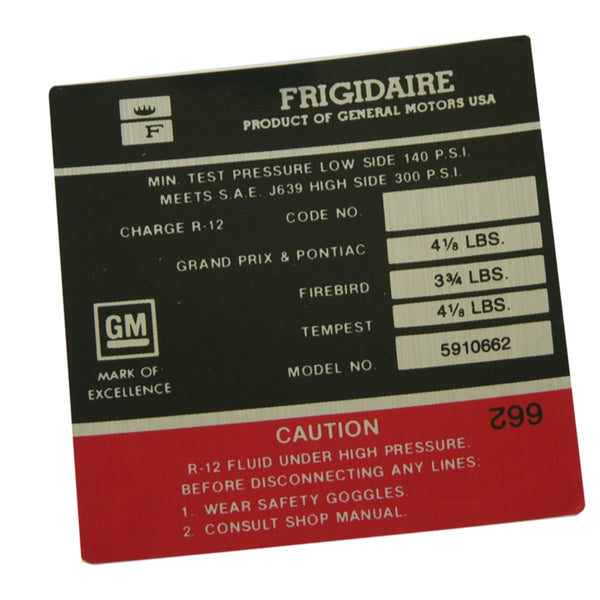 FRIGIDAIRE
PRODUCT OF GENERAL MOTORS USA
F
MIN. TEST PRESSURE LOW SIDE 140 P.S.I.
MEETS S.A.E. J639 HIGH SIDE 300 P.S.I.
CHARGE R-12 CODE NO.
GRAND PRIX & PONTIAC 4⅛ LBS.
FIREBIRD 3¾ LBS.
TEMPEST 4⅛ LBS.
MODEL NO. 5910662
GM
MARK OF
EXCELLENCE
662
CAUTION
R-12 FLUID UNDER HIGH PRESSURE.
BEFORE DISCONNECTING ANY LINES:
1. WEAR SAFETY GOGGLES.
2. CONSULT SHOP MANUAL.